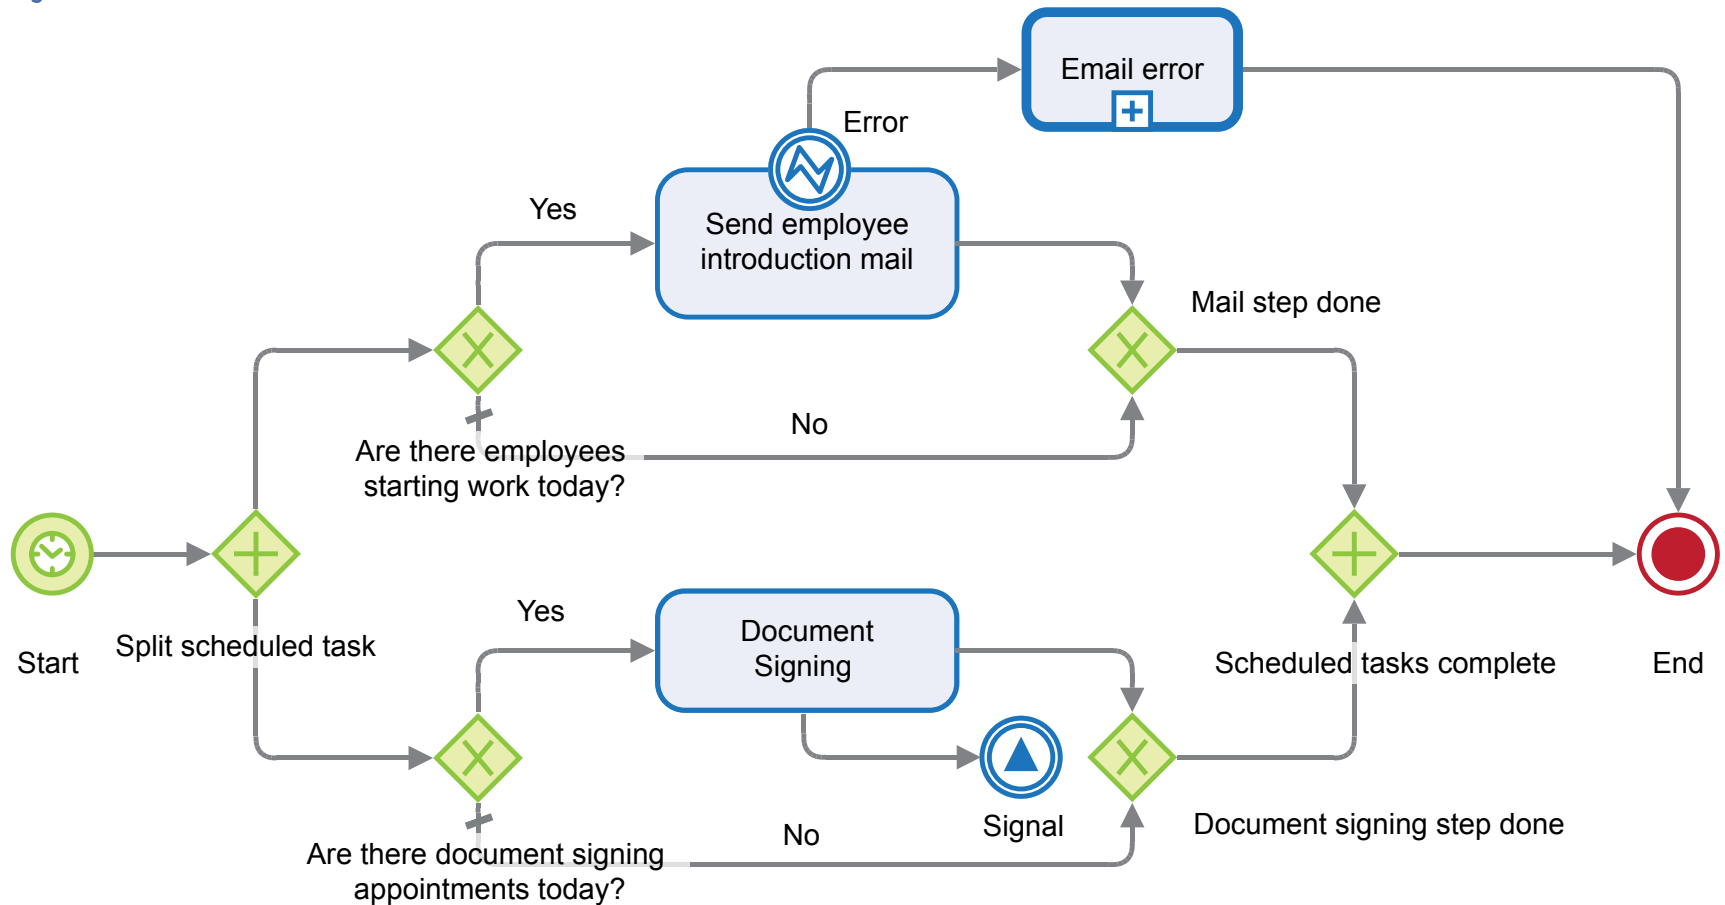 Email error
Error
Yes
Send employee
introduction mail
Mail step done
No
Are there employees
starting work today?
Yes
Document
Signing
Split scheduled task
Start
Scheduled tasks complete
End
Signal
No
Document signing step done
Are there document signing
appointments today?